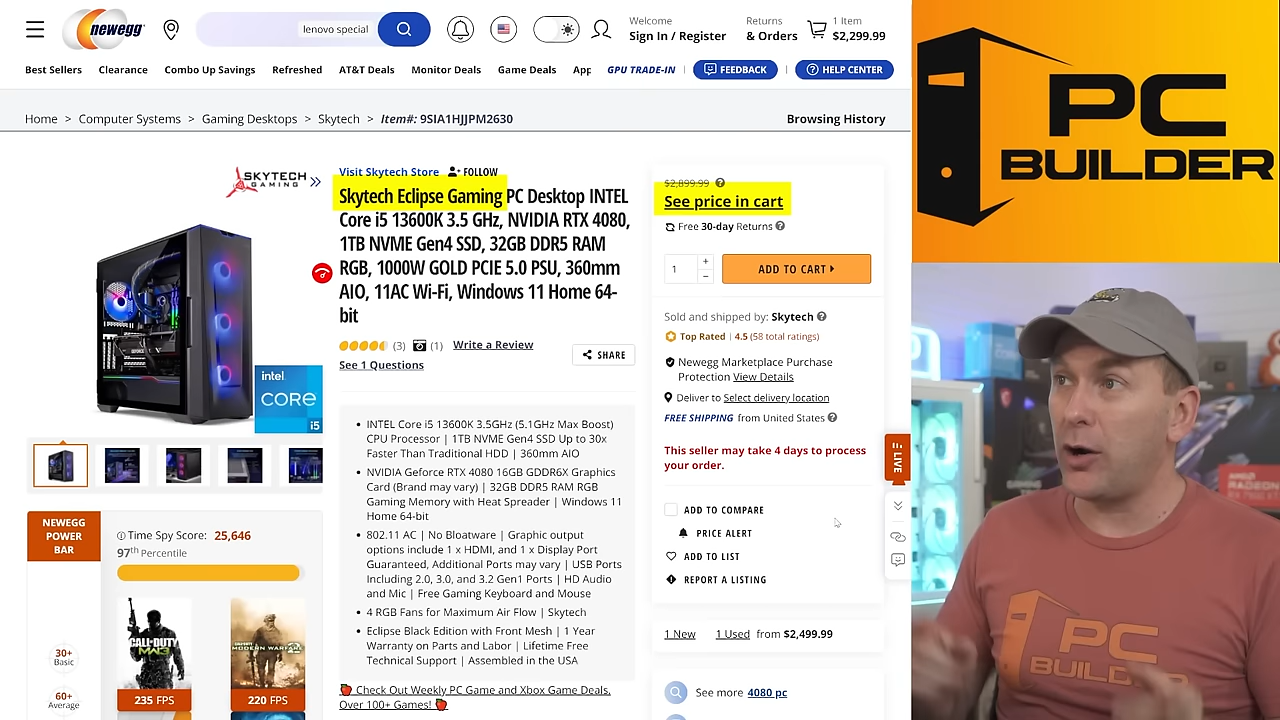 newegg
lenovo special
Welcome
Sign In / Register
Returns
& Orders
1 Item
$2,299.99
Best Sellers
Clearance
Combo Up Savings
Refreshed
AT&T Deals
Monitor Deals
Game Deals
App
GPU TRADE-IN
FEEDBACK
HELP CENTER
Home > Computer Systems > Gaming Desktops > Skytech > Item#: 9SIA1HJJPM2630
Browsing History
SKYTECH
GAMING
Visit Skytech Store
FOLLOW
Skytech Eclipse Gaming PC Desktop INTEL
Core i5 13600K 3.5 GHz, NVIDIA RTX 4080,
1TB NVME Gen4 SSD, 32GB DDR5 RAM
RGB, 1000W GOLD PCIE 5.0 PSU, 360mm
AIO, 11AC Wi-Fi, Windows 11 Home 64-
bit
(3)
(1)
Write a Review
See 1 Questions
SHARE
intel
CORE
i5
• INTEL Core i5 13600K 3.5GHz (5.1GHz Max Boost)
CPU Processor | 1TB NVME Gen4 SSD Up to 30x
Faster Than Traditional HDD | 360mm AIO
• NVIDIA Geforce RTX 4080 16GB GDDR6X Graphics
Card (Brand may vary) | 32GB DDR5 RAM RGB
Gaming Memory with Heat Spreader | Windows 11
Home 64-bit
• 802.11 AC | No Bloatware | Graphic output
options include 1 x HDMI, and 1 x Display Port
Guaranteed, Additional Ports may vary | USB Ports
Including 2.0, 3.0, and 3.2 Gen1 Ports | HD Audio
and Mic | Free Gaming Keyboard and Mouse
• 4 RGB Fans for Maximum Air Flow | Skytech
• Eclipse Black Edition with Front Mesh | 1 Year
Warranty on Parts and Labor | Lifetime Free
Technical Support | Assembled in the USA
Check Out Weekly PC Game and Xbox Game Deals,
Over 100+ Games!
NEWEGG
POWER
BAR
Time Spy Score: 25,646
97th Percentile
30+
Basic
60+
Average
CALL·DUTY
MW3
235 FPS
CALL·DUTY
MODERN WARFARE 2
220 FPS
$2,899.99
See price in cart
Free 30-day Returns
1
+
−
ADD TO CART
Sold and shipped by: Skytech
Top Rated | 4.5 (58 total ratings)
Newegg Marketplace Purchase
Protection View Details
Deliver to Select delivery location
FREE SHIPPING from United States
This seller may take 4 days to process
your order.
ADD TO COMPARE
PRICE ALERT
ADD TO LIST
REPORT A LISTING
1 New
1 Used from $2,499.99
See more 4080 pc
LIVE
PC
BUILDER
PC
BUILDER